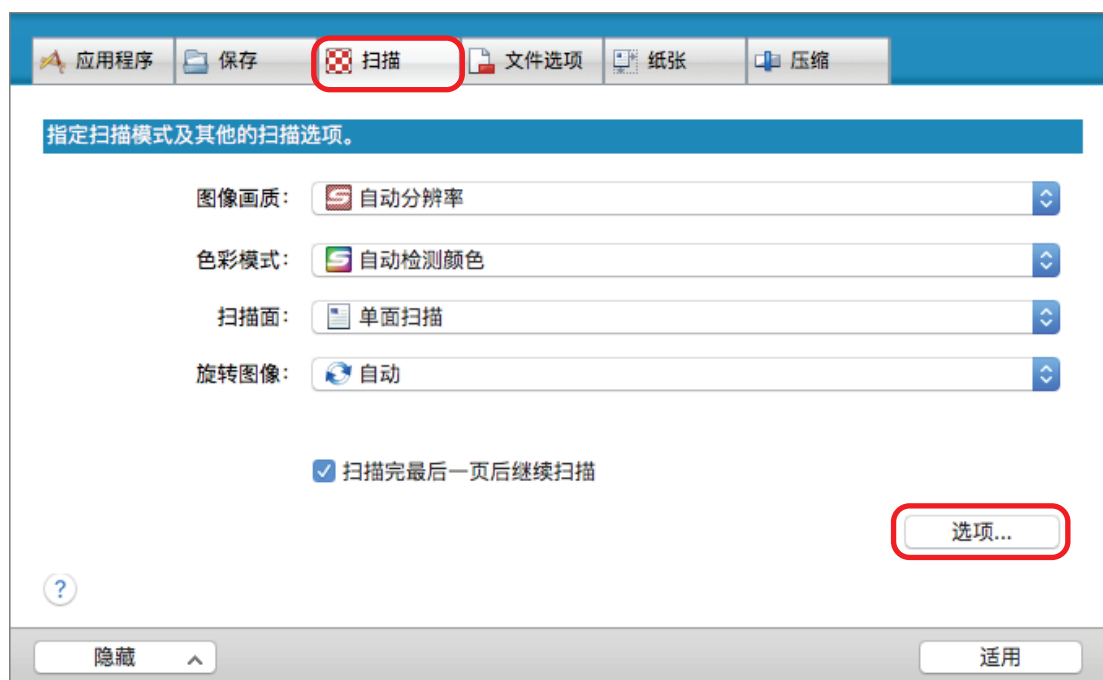 应用程序 保存 扫描 文件选项 纸张 压缩
指定扫描模式及其他的扫描选项。
图像画质： 自动分辨率
色彩模式： 自动检测颜色
扫描面： 单面扫描
旋转图像： 自动
扫描完最后一页后继续扫描
选项...
?
隐藏 适用